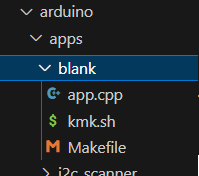 arduino
apps
blank
app.cpp
kmk.sh
Makefile
i2c_scanner